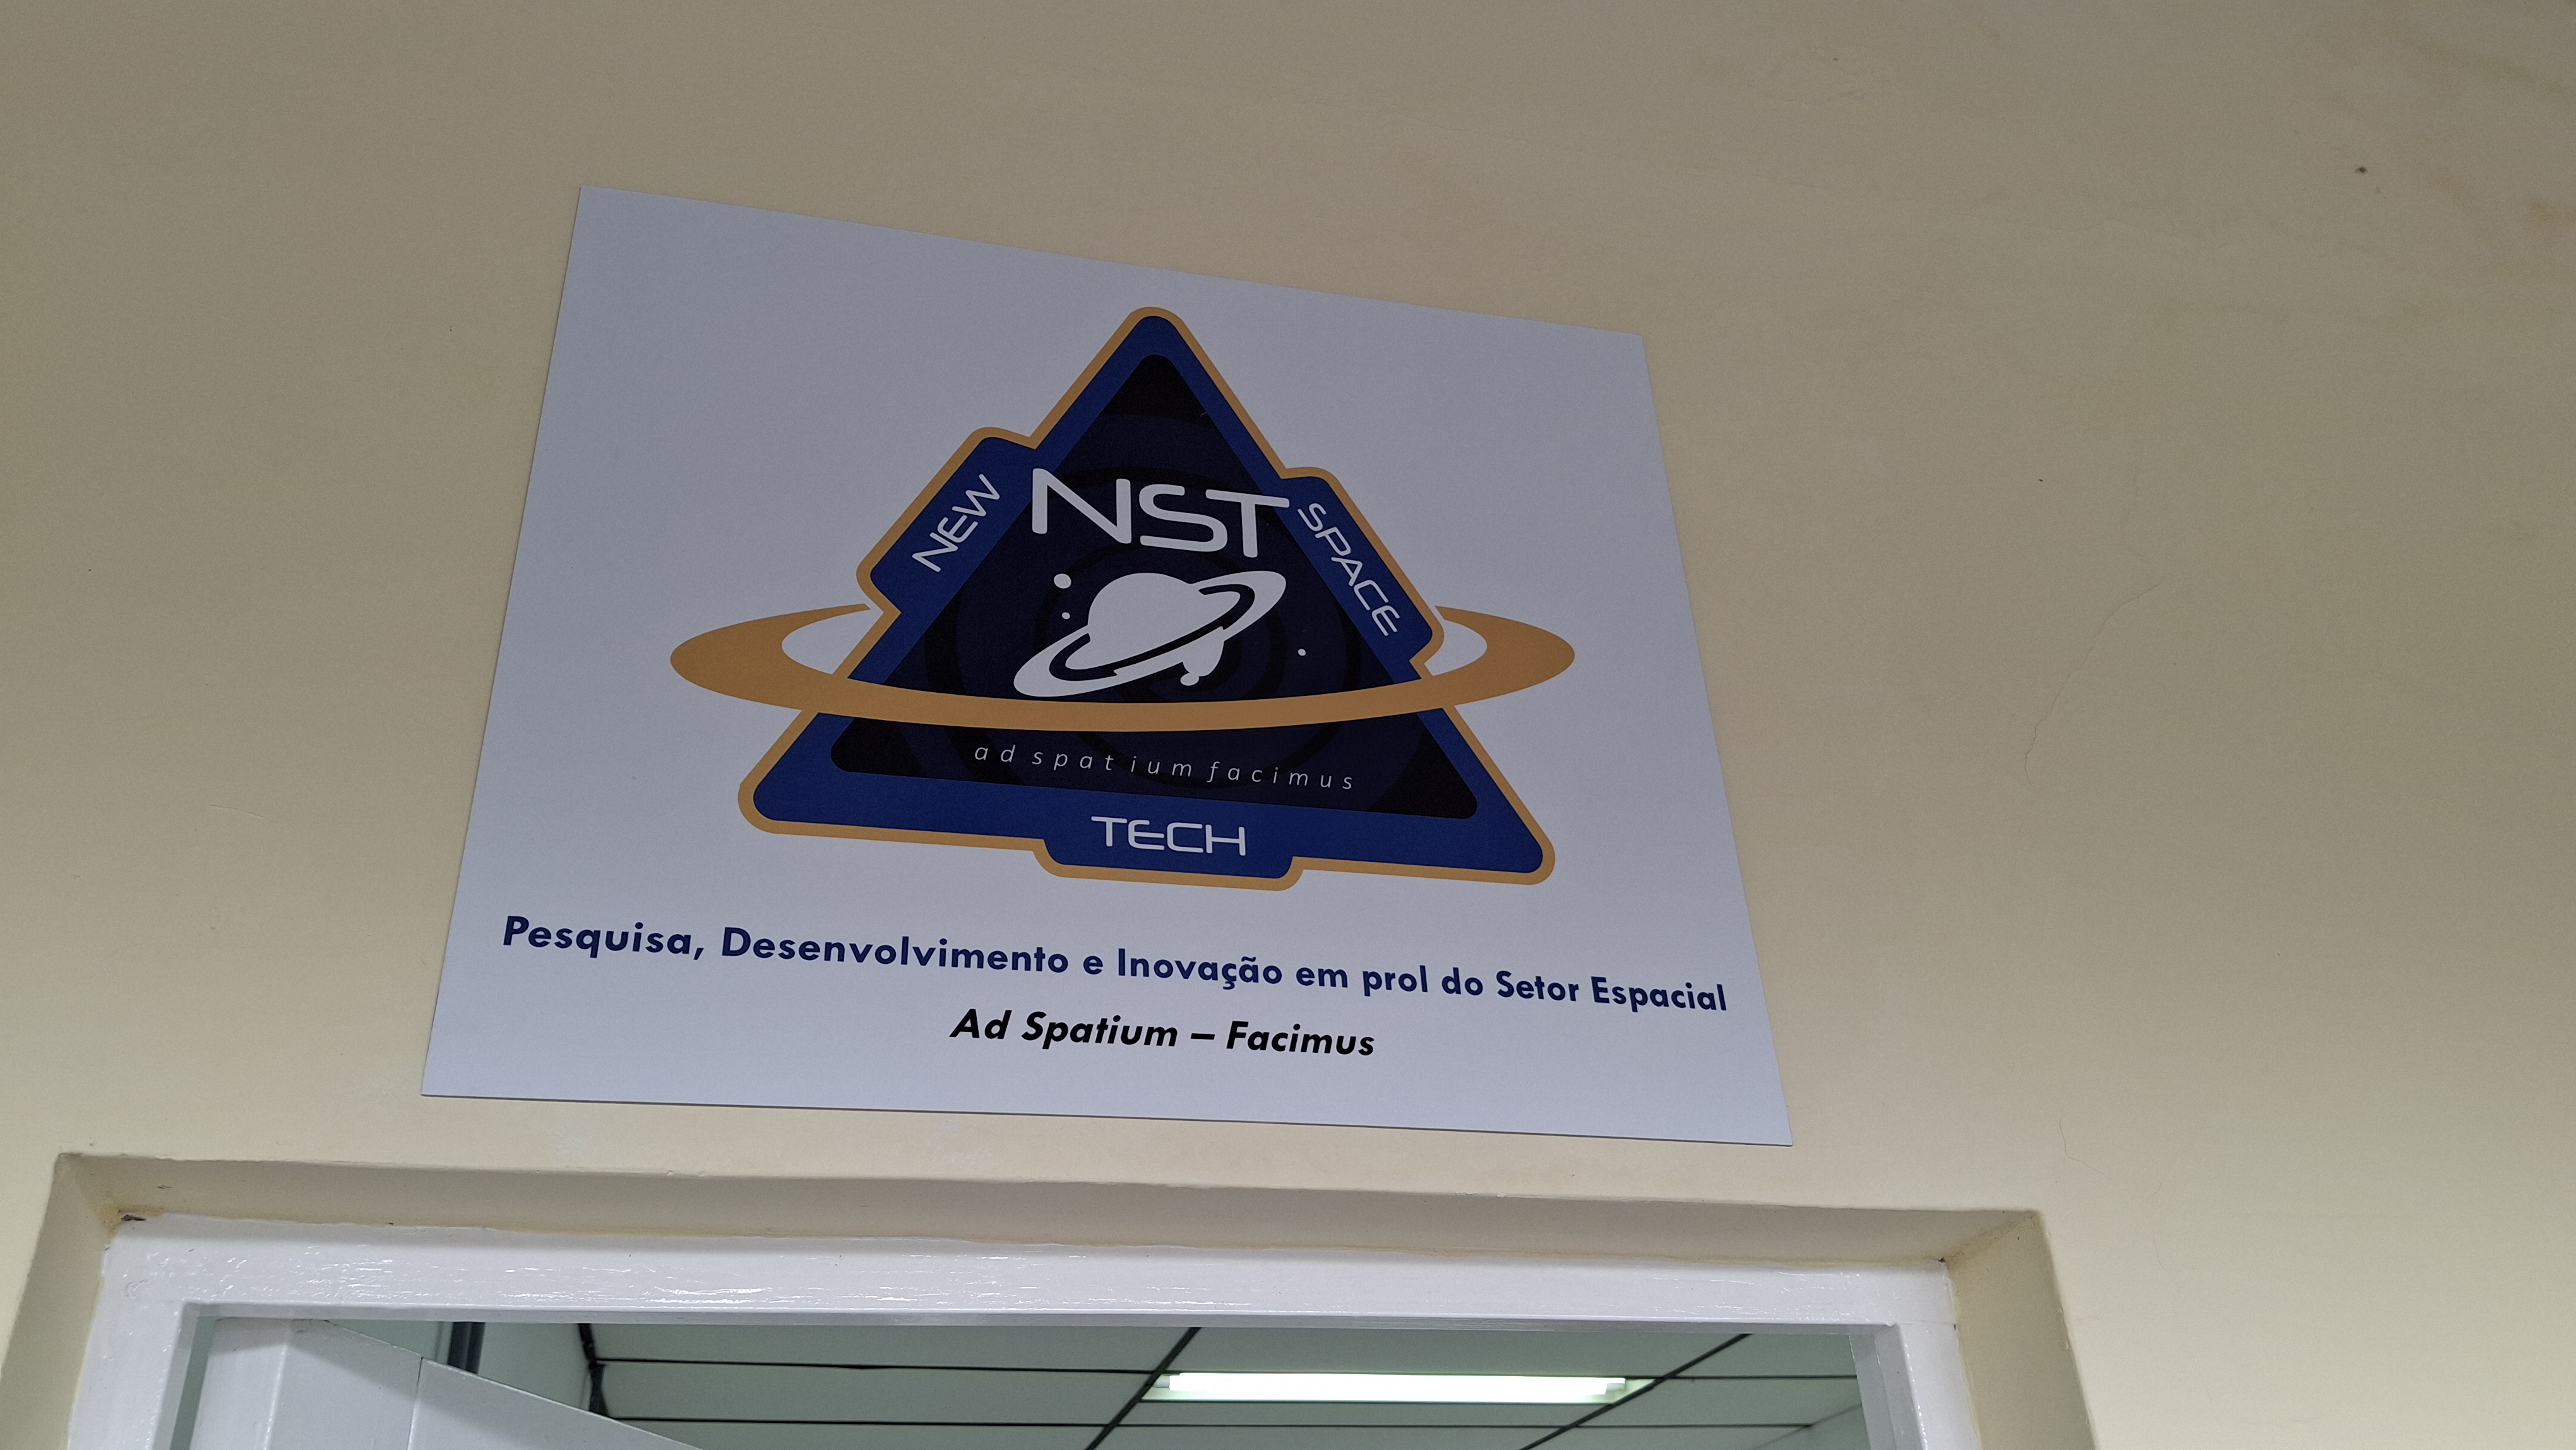 NEW
NST
SPACE
ad spatium facimus
TECH
Pesquisa, Desenvolvimento e Inovação em prol do Setor Espacial
Ad Spatium – Facimus